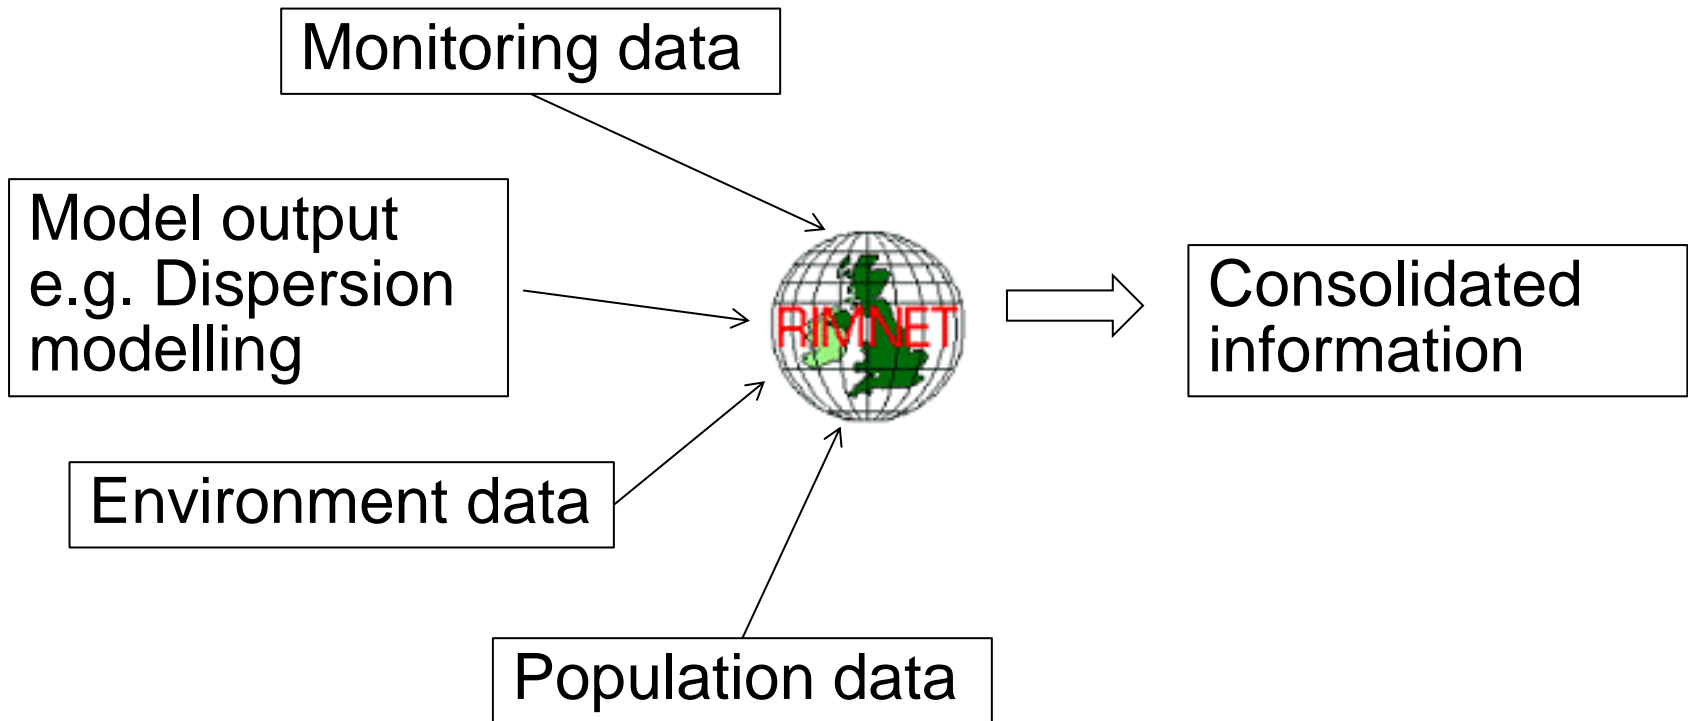 Monitoring data
Model output
e.g. Dispersion
modelling
RIMNET
Consolidated
information
Environment data
Population data